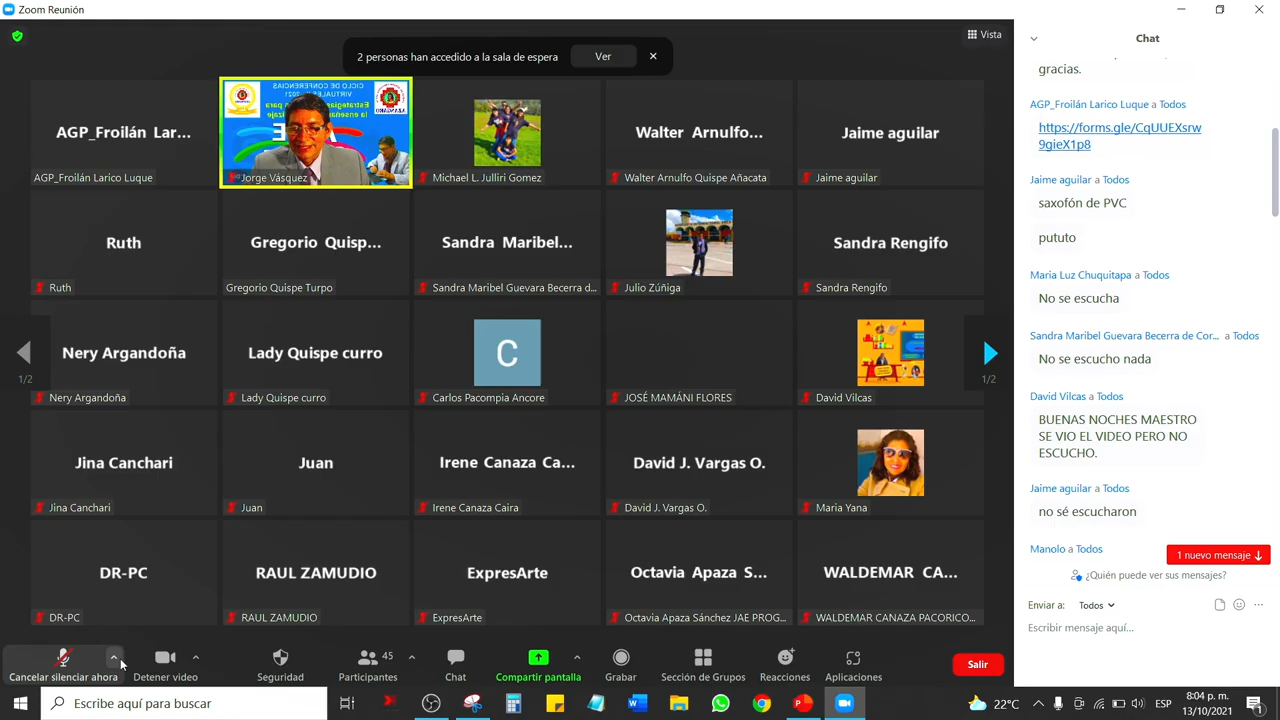 Zoom Reunión
2 personas han accedido a la sala de espera
Ver
Vista
AGP_Froilán Lar...
AGP_Froilán Larico Luque
CICLO DE CONFERENCIAS
VIRTUALES - 2021
Jorge Vásquez
Michael L. Julliri Gomez
Walter Arnulfo...
Walter Arnulfo Quispe Añacata
Jaime aguilar
Jaime aguilar
Ruth
Ruth
Gregorio Quisp...
Gregorio Quispe Turpo
Sandra Maribel...
Sandra Maribel Guevara Becerra d...
Julio Zúñiga
Sandra Rengifo
Sandra Rengifo
1/2
Nery Argandoña
Nery Argandoña
Lady Quispe curro
Lady Quispe curro
C
Carlos Pacompia Ancore
JOSÉ MAMÁNI FLORES
David Vilcas
1/2
Jina Canchari
Jina Canchari
Juan
Juan
Irene Canaza Ca...
Irene Canaza Caira
David J. Vargas O.
David J. Vargas O.
Maria Yana
DR-PC
DR-PC
RAUL ZAMUDIO
RAUL ZAMUDIO
ExpresArte
ExpresArte
Octavia Apaza S...
Octavia Apaza Sánchez JAE PROG...
WALDEMAR CA...
WALDEMAR CANAZA PACORICO...
Cancelar silenciar ahora
Detener video
Seguridad
45
Participantes
Chat
Compartir pantalla
Grabar
Sección de Grupos
Reacciones
Aplicaciones
Salir
Chat
gracias.
AGP_Froilán Larico Luque a Todos
https://forms.gle/CqUUEXsrw
9gieX1p8
Jaime aguilar a Todos
saxofón de PVC
pututo
Maria Luz Chuquitapa a Todos
No se escucha
Sandra Maribel Guevara Becerra de Cor... a Todos
No se escucho nada
David Vilcas a Todos
BUENAS NOCHES MAESTRO
SE VIO EL VIDEO PERO NO
ESCUCHO.
Jaime aguilar a Todos
no sé escucharon
Manolo a Todos
1 nuevo mensaje
¿Quién puede ver sus mensajes?
Enviar a: Todos
Escribir mensaje aquí...
Escribe aquí para buscar
22°C
ESP
8:04 p. m.
13/10/2021
1